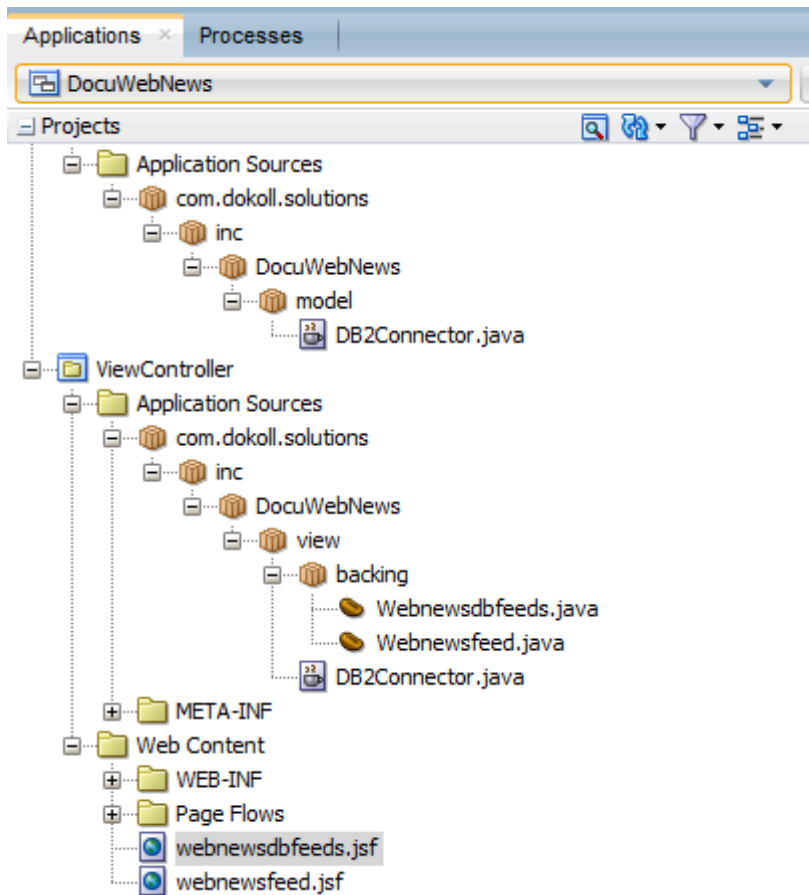 Applications Processes
DocuWebNews
Projects
Application Sources
com.dokoll.solutions
inc
DocuWebNews
model
DB2Connector.java
ViewController
Application Sources
com.dokoll.solutions
inc
DocuWebNews
view
backing
Webnewsdbfeeds.java
Webnewsfeed.java
DB2Connector.java
META-INF
Web Content
WEB-INF
Page Flows
webnewsdbfeeds.jsf
webnewsfeed.jsf